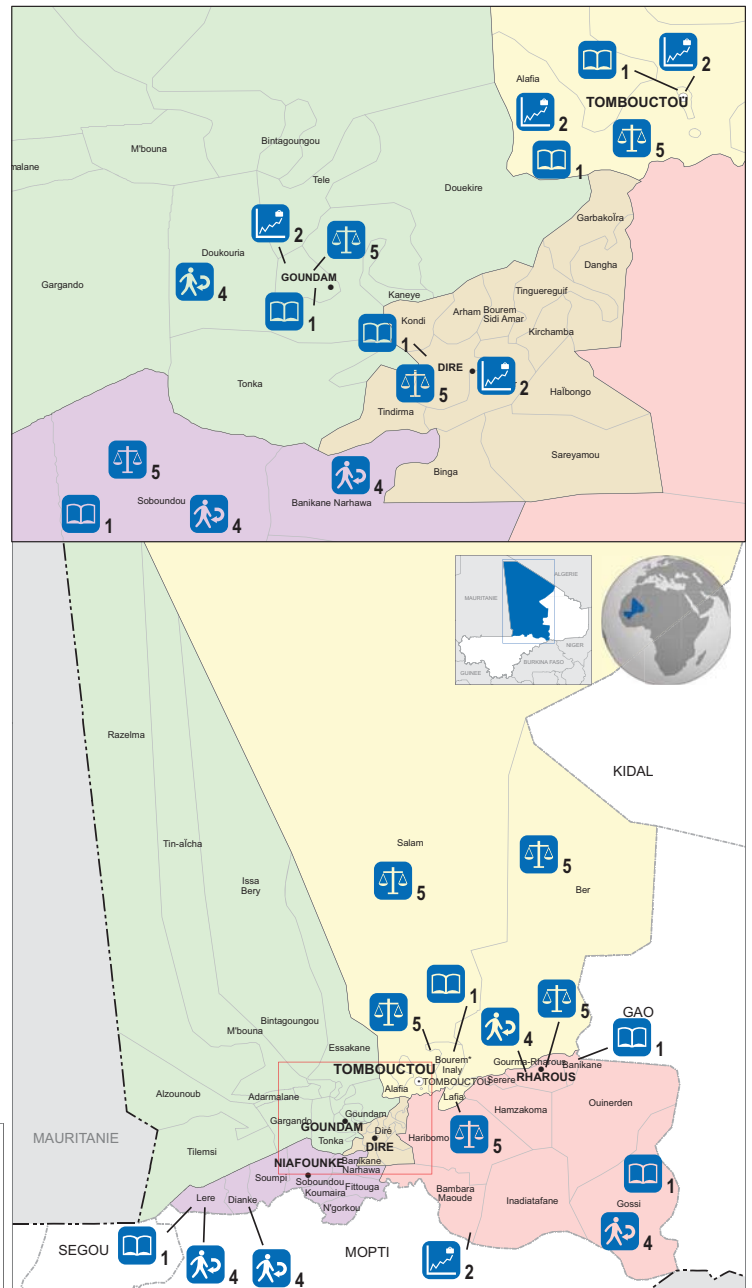 1
2
Alafia
TOMBOUCTOU
2
5
1
Bintagoungou
M'bouna
malane
Tele
Douekire
Garbakoïra
2
5
Doukouria
Dangha
Gargando
4
GOUNDAM
Tinguereguif
1
Kaneye
Arham
Bourem
Sidi Amar
Kondi
Kirchamba
1
DIRE
2
5
Haïbongo
Tonka
Tindirma
Sareyamou
Binga
5
4
Soboundou
Banikane Narhawa
1
4
ALGERIE
MAURITANIE
NIGER
BURKINA FASO
GUINEE
Razelma
KIDAL
Tin-aïcha
Salam
5
Issa
Bery
5
Ber
1
5
5
4
GAO
Bintagoungou
M'bouna
1
Essakane
Bourem*
Inaly
Gourma-Rharous
Banikane
TOMBOUCTOU
RHAROUS
TOMBOUCTOU
Serere
Alafia
Lafia
Alzounoub
Adarmalane
Ouinerden
Hamzakoma
Goundam
Gargando
GOUNDAM
Diré
MAURITANIE
Tonka
DIRE
Haribomo
5
Tilemsi
NIAFOUNKE
Banikane
Narhawa
Soumpi
Soboundou
Koumaira
Fittouga
Bambara
Maoude
Inadiatafane
1
Lere
Dianke
N'gorkou
Gossi
4
SEGOU
1
MOPTI
4
4
2